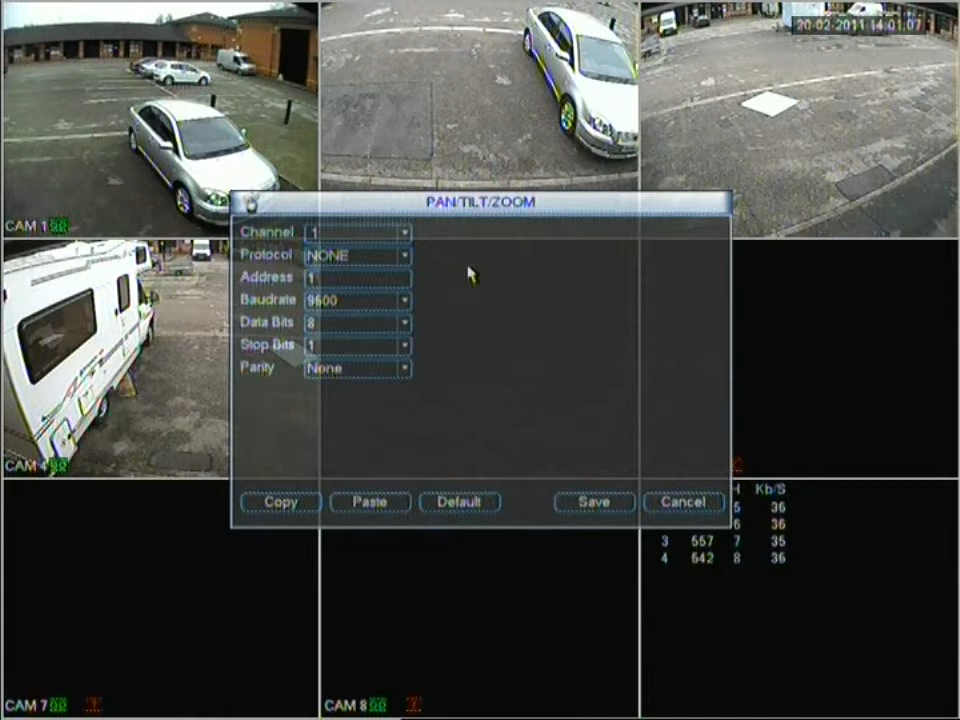 20-02-2011 14:01:07
PAN/TILT/ZOOM
CAM 1
Channel 1
Protocol NONE
Address 1
Baudrate 9600
Data Bits 8
Stop Bits 1
Parity None
CAM 4
Copy Paste Default Save Cancel
H Kb/S
5 36
6 36
3 557 7 35
4 542 8 36
CAM 7
CAM 8